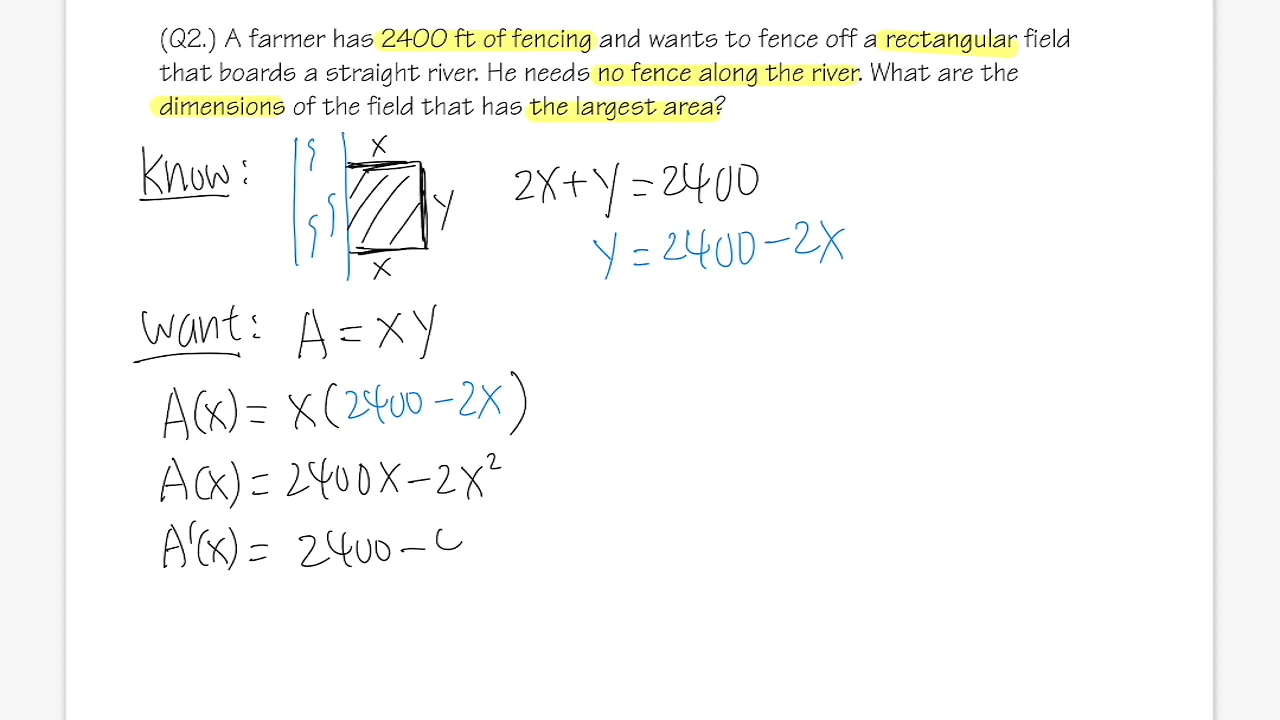 (Q2.) A farmer has 2400 ft of fencing and wants to fence off a rectangular field
that boards a straight river. He needs no fence along the river. What are the
dimensions of the field that has the largest area?
Know:
x
y
x
2x+y=2400
y=2400-2x
want: A=xy
A(x)= x(2400-2x)
A(x)= 2400x-2x²
A'(x)= 2400-